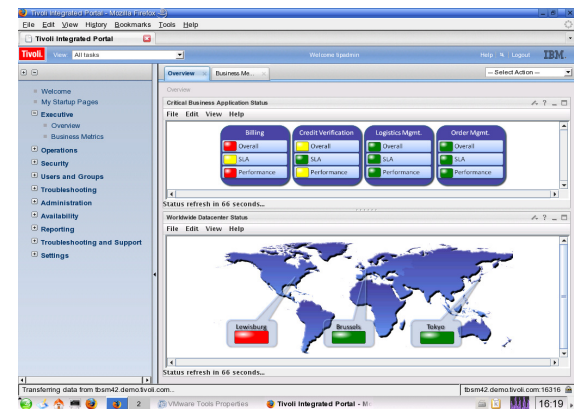 Tivoli Integrated Portal - Mozilla Firefox
File Edit View History Bookmarks Tools Help
Tivoli Integrated Portal
Tivoli. View: All tasks Welcome tipadmin Help Logout IBM.
Overview Business Me... -- Select Action --
Welcome
My Startup Pages
Executive
Overview
Business Metrics
Operations
Security
Users and Groups
Troubleshooting
Administration
Availability
Reporting
Troubleshooting and Support
Settings
Overview
Critical Business Application Status
File Edit View Help
Billing
Overall
SLA
Performance
Credit Verification
Overall
SLA
Performance
Logistics Mgmt.
Overall
SLA
Performance
Order Mgmt.
Overall
SLA
Performance
Status refresh in 66 seconds...
Worldwide Datacenter Status
File Edit View Help
Lewisburg
Brussels
Tokyo
Status refresh in 66 seconds...
Transferring data from tbsm42.demo.tivoli.com... tbsm42.demo.tivoli.com:16316
2 VMware Tools Properties Tivoli Integrated Portal - M 16:19